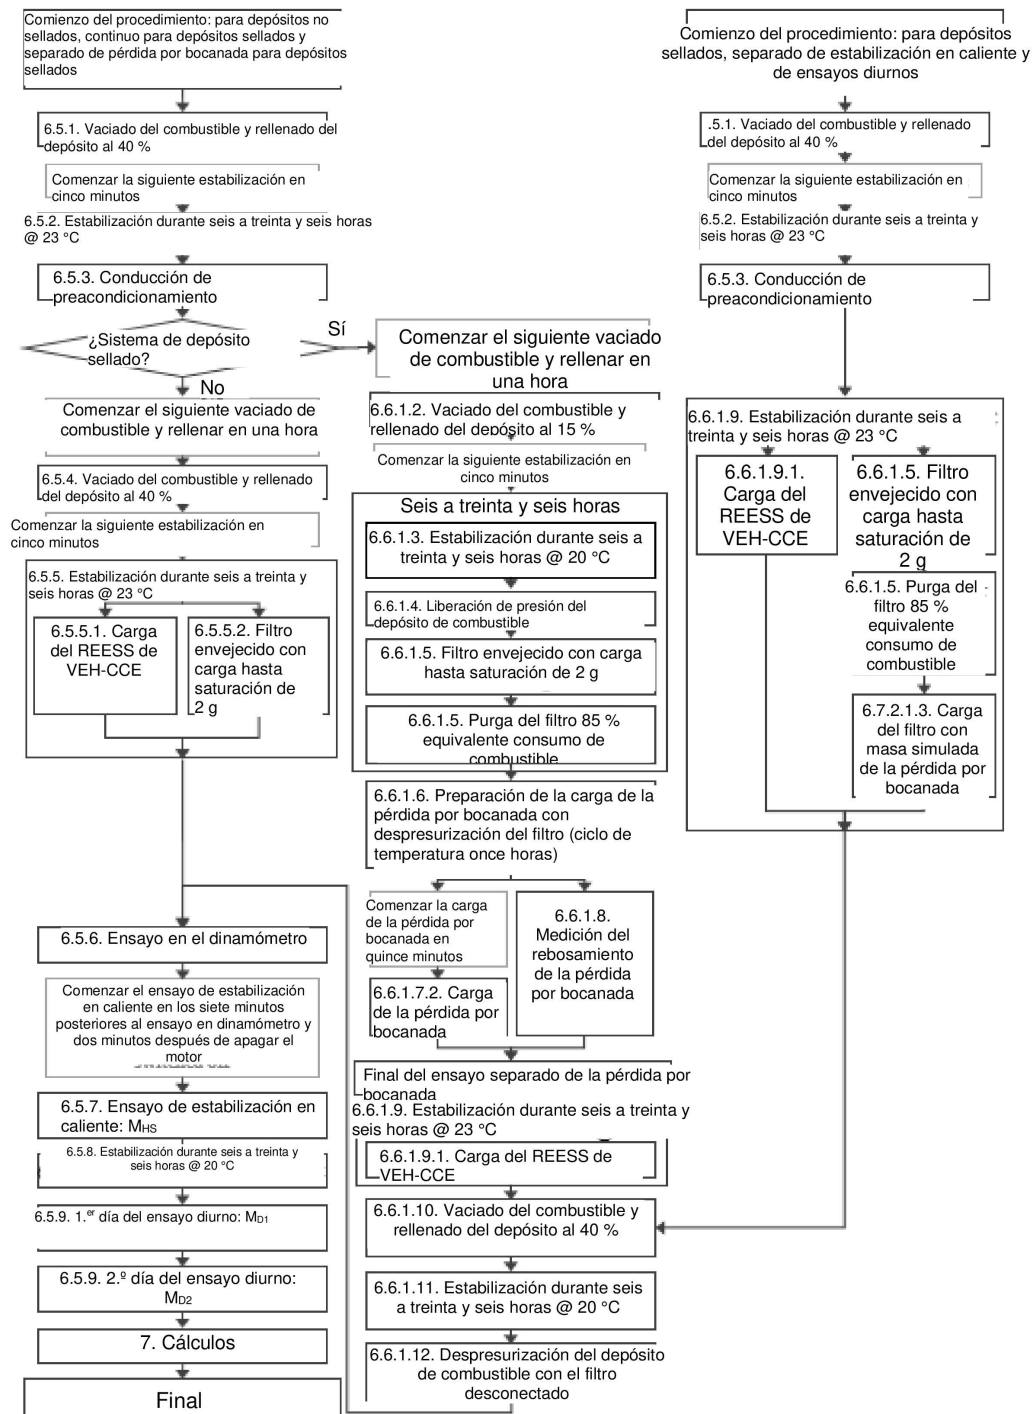 Comienzo del procedimiento: para depósitos no
sellados, continuo para depósitos sellados y
separado de pérdida por bocanada para depósitos
sellados
6.5.1. Vaciado del combustible y rellenado del
depósito al 40 %
Comenzar la siguiente estabilización en
cinco minutos
6.5.2. Estabilización durante seis a treinta y seis horas
@ 23 °C
6.5.3. Conducción de
preacondicionamiento
¿Sistema de depósito
sellado?
Sí
No
Comenzar el siguiente vaciado de
combustible y rellenar en una hora
6.5.4. Vaciado del combustible y rellenado
del depósito al 40 %
Comenzar la siguiente estabilización en
cinco minutos
6.5.5. Estabilización durante seis a treinta y
seis horas @ 23 °C
6.5.5.1. Carga
del REESS de
VEH-CCE
6.5.5.2. Filtro
envejecido con
carga hasta
saturación de
2 g
6.5.6. Ensayo en el dinamómetro
Comenzar el ensayo de estabilización
en caliente en los siete minutos
posteriores al ensayo en dinamómetro y
dos minutos después de apagar el
motor
6.5.7. Ensayo de estabilización en
caliente: MHS
6.5.8. Estabilización durante seis a treinta y
seis horas @ 20 °C
6.5.9. 1.er día del ensayo diurno: MD1
6.5.9. 2.º día del ensayo diurno:
MD2
7. Cálculos
Final
Comenzar el siguiente vaciado
de combustible y rellenar en
una hora
6.6.1.2. Vaciado del combustible y
rellenado del depósito al 15 %
Comenzar la siguiente estabilización en
cinco minutos
Seis a treinta y seis horas
6.6.1.3. Estabilización durante seis a
treinta y seis horas @ 20 °C
6.6.1.4. Liberación de presión del
depósito de combustible
6.6.1.5. Filtro envejecido con carga
hasta saturación de 2 g
6.6.1.5. Purga del filtro 85 %
equivalente consumo de
combustible
6.6.1.6. Preparación de la carga de la
pérdida por bocanada con
despresurización del filtro (ciclo de
temperatura once horas)
Comenzar la carga
de la pérdida por
bocanada en
quince minutos
6.6.1.7.2. Carga
de la pérdida por
bocanada
6.6.1.8.
Medición del
rebosamiento
de la pérdida
por bocanada
Final del ensayo separado de la pérdida por
bocanada
6.6.1.9. Estabilización durante seis a treinta y
seis horas @ 23 °C
6.6.1.9.1. Carga del REESS de
VEH-CCE
6.6.1.10. Vaciado del combustible y
rellenado del depósito al 40 %
6.6.1.11. Estabilización durante seis
a treinta y seis horas @ 20 °C
6.6.1.12. Despresurización del depósito
de combustible con el filtro
desconectado
Comienzo del procedimiento: para depósitos
sellados, separado de estabilización en caliente y
de ensayos diurnos
.5.1. Vaciado del combustible y rellenado
del depósito al 40 %
Comenzar la siguiente estabilización en
cinco minutos
6.5.2. Estabilización durante seis a treinta y
seis horas @ 23 °C
6.5.3. Conducción de
preacondicionamiento
6.6.1.9. Estabilización durante seis a
treinta y seis horas @ 23 °C
6.6.1.9.1.
Carga del
REESS de
VEH-CCE
6.6.1.5. Filtro
envejecido con
carga hasta
saturación de
2 g
6.6.1.5. Purga del
filtro 85 %
equivalente
consumo de
combustible
6.7.2.1.3. Carga
del filtro con
masa simulada
de la pérdida por
bocanada